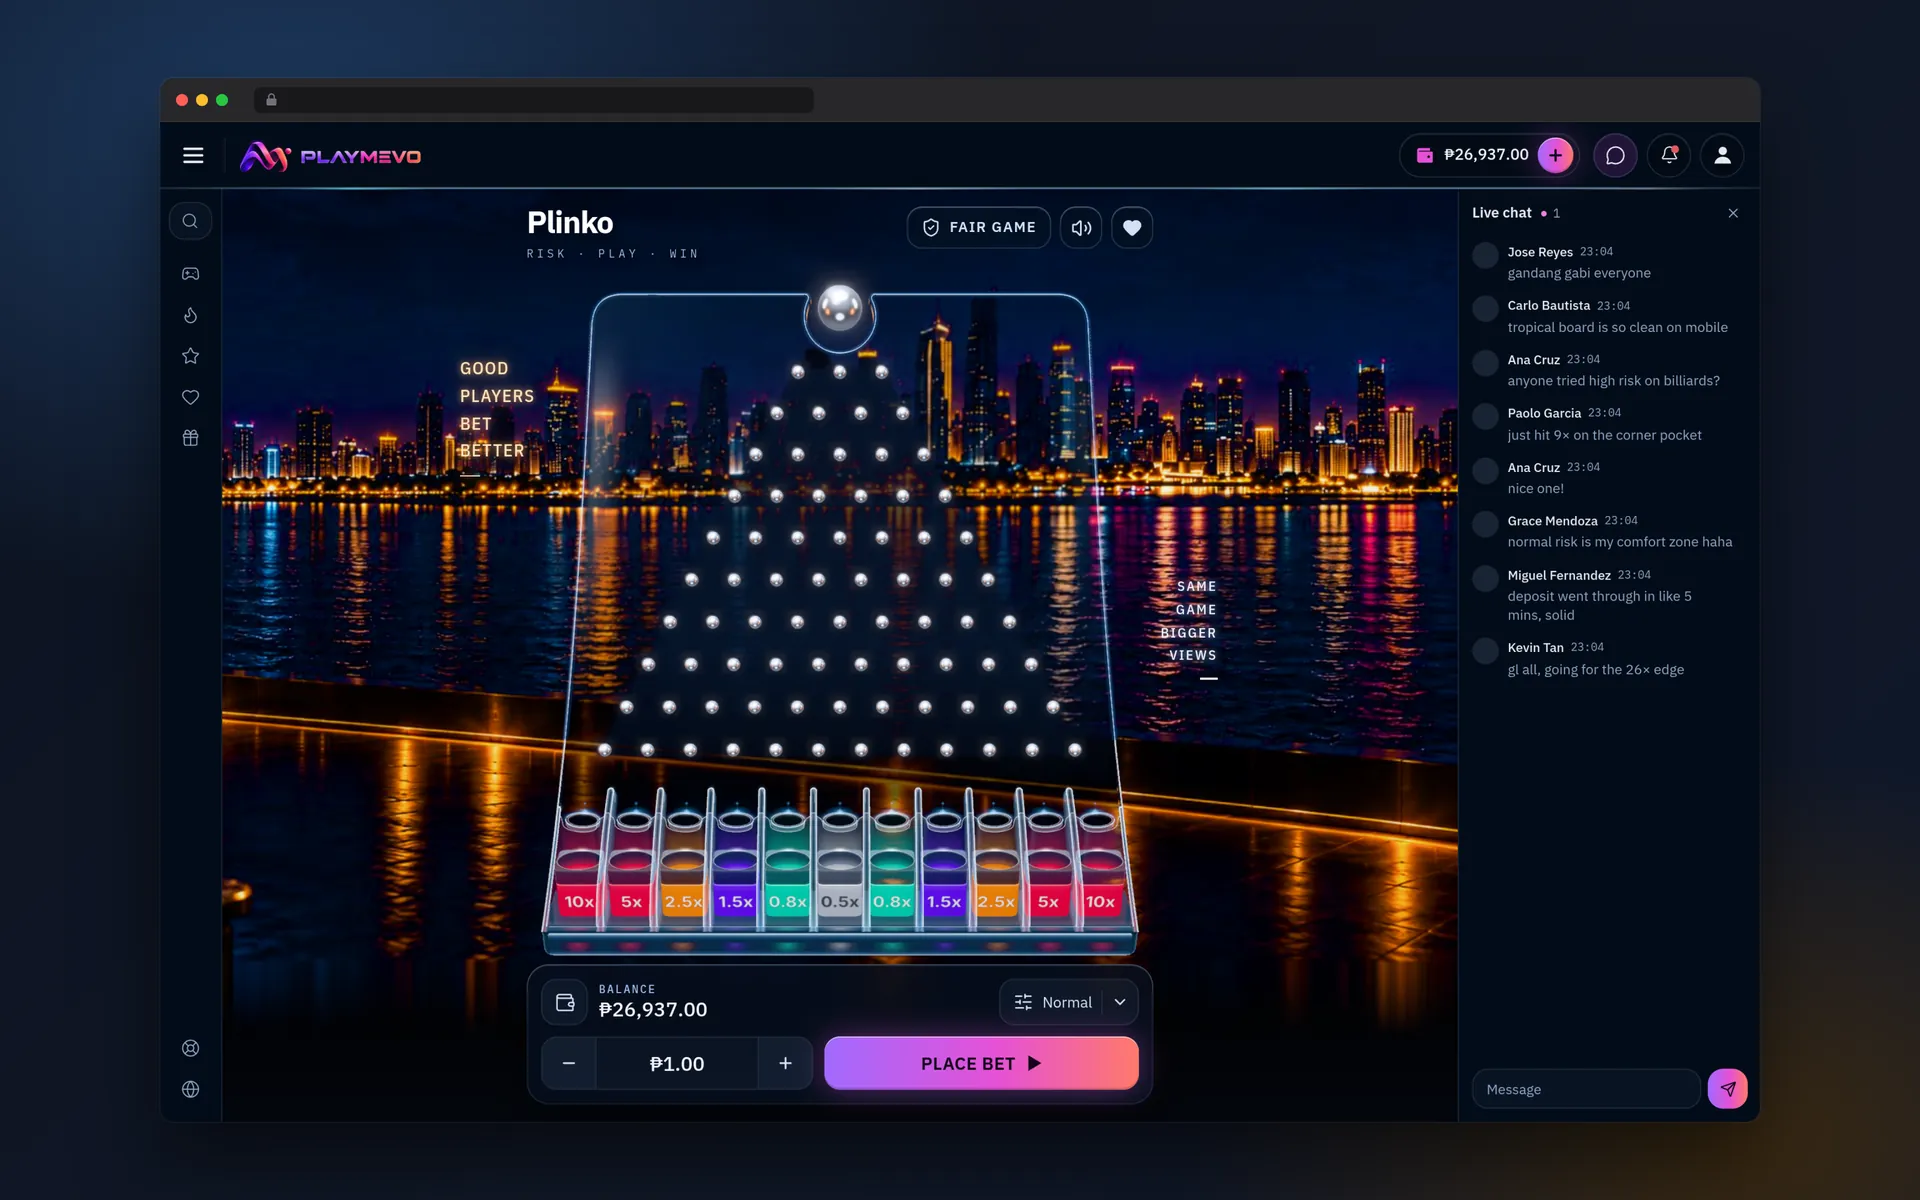 PLAYMEVO
₱26,937.00
Plinko
RISK · PLAY · WIN
FAIR GAME
GOOD
PLAYERS
BET
BETTER
SAME
GAME
BIGGER
VIEWS
10x 5x 2.5x 1.5x 0.8x 0.5x 0.8x 1.5x 2.5x 5x 10x
BALANCE
₱26,937.00
Normal
₱1.00
PLACE BET
Live chat 1
Jose Reyes 23:04
gandang gabi everyone
Carlo Bautista 23:04
tropical board is so clean on mobile
Ana Cruz 23:04
anyone tried high risk on billiards?
Paolo Garcia 23:04
just hit 9× on the corner pocket
Ana Cruz 23:04
nice one!
Grace Mendoza 23:04
normal risk is my comfort zone haha
Miguel Fernandez 23:04
deposit went through in like 5
mins, solid
Kevin Tan 23:04
gl all, going for the 26× edge
Message